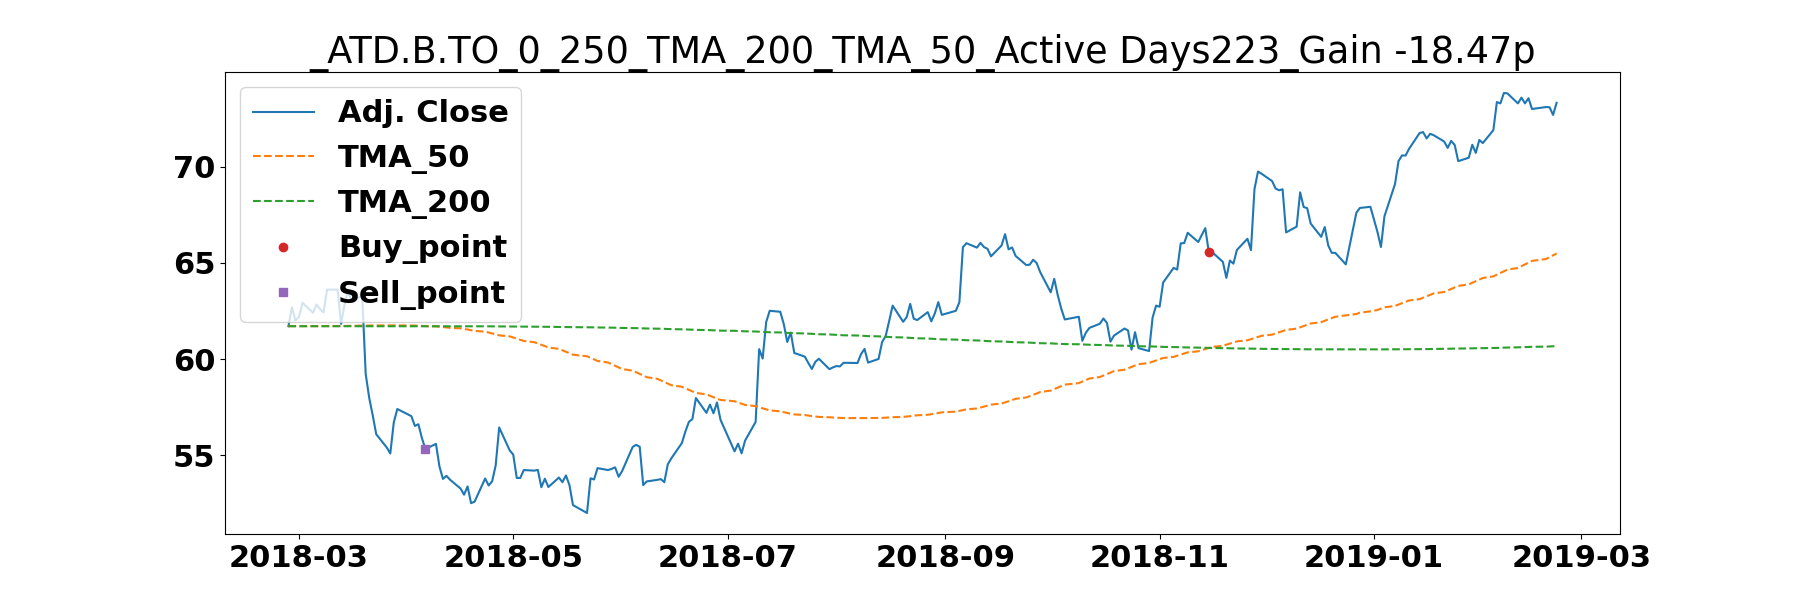 _ATD.B.TO_0_250_TMA_200_TMA_50_Active Days223_Gain -18.47p
Adj. Close
TMA_50
TMA_200
Buy_point
Sell_point
70
65
60
55
2018-03 2018-05 2018-07 2018-09 2018-11 2019-01 2019-03